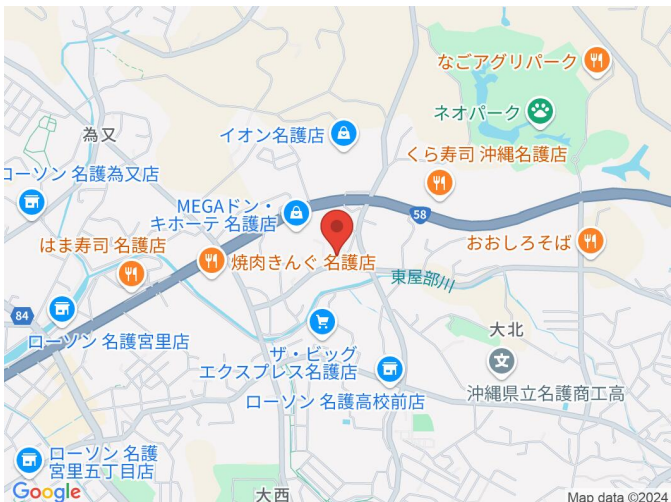 なごアグリパーク
ネオパーク
為又
イオン名護店
くら寿司 沖縄名護店
ローソン 名護為又店
MEGAドン・
キホーテ 名護店
58
はま寿司 名護店
焼肉きんぐ 名護店
おおしろそば
東屋部川
84
ローソン 名護宮里店
大北
ザ・ビッグ
エクスプレス名護店
沖縄県立名護商工高
ローソン 名護高校前店
ローソン 名護
宮里五丁目店
大西
Google
Map data ©2024